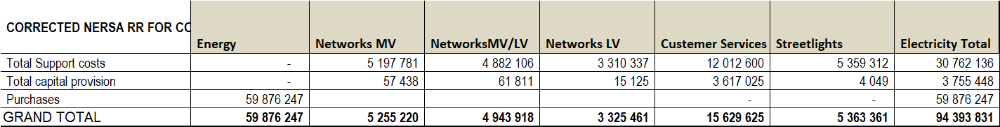 CORRECTED NERSA RR FOR CO Energy Networks MV NetworksMV/LV Networks LV Custemer Services Streetlights Electricity Total
Total Support costs - 5 197 781 4 882 106 3 310 337 12 012 600 5 359 312 30 762 136
Total capital provision - 57 438 61 811 15 125 3 617 025 4 049 3 755 448
Purchases 59 876 247 - - 59 876 247
GRAND TOTAL 59 876 247 5 255 220 4 943 918 3 325 461 15 629 625 5 363 361 94 393 831